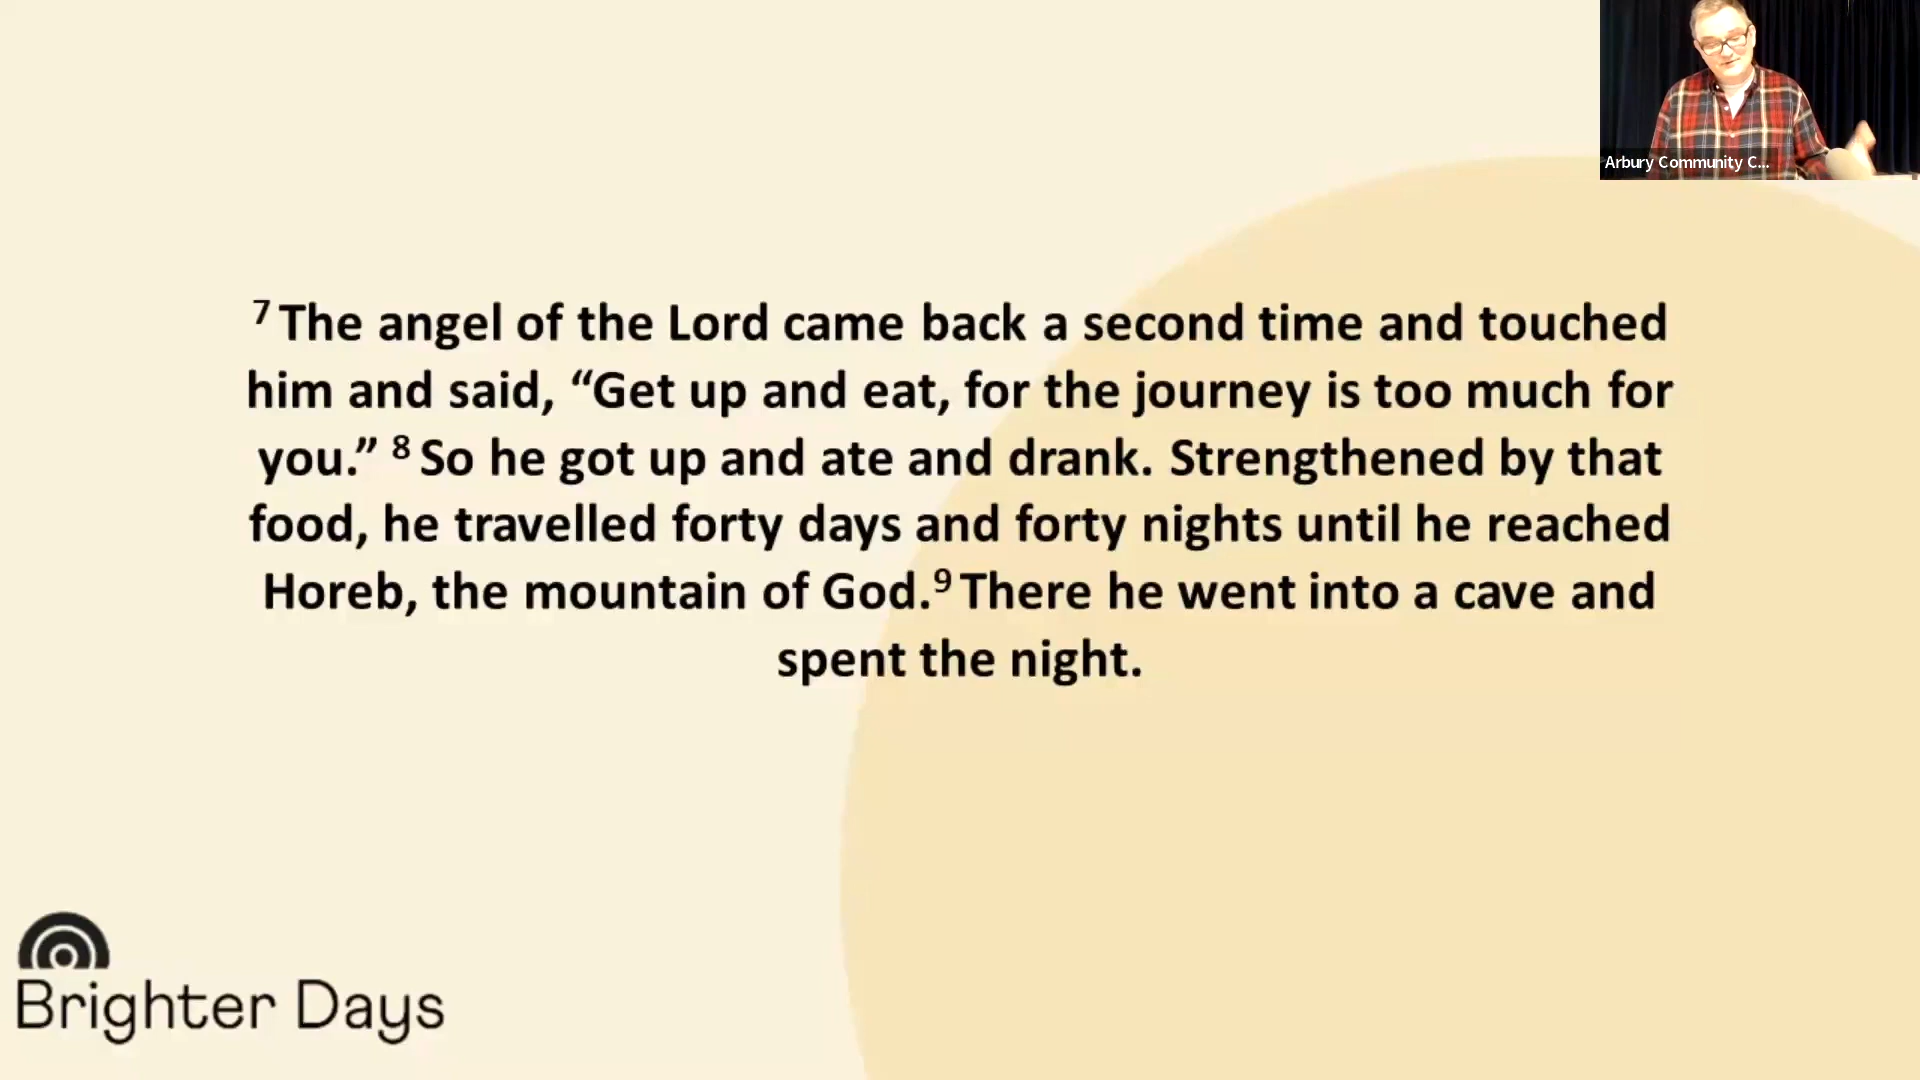 Arbury Community C...
⁷ The angel of the Lord came back a second time and touched
him and said, “Get up and eat, for the journey is too much for
you.” ⁸ So he got up and ate and drank. Strengthened by that
food, he travelled forty days and forty nights until he reached
Horeb, the mountain of God.⁹ There he went into a cave and
spent the night.
Brighter Days